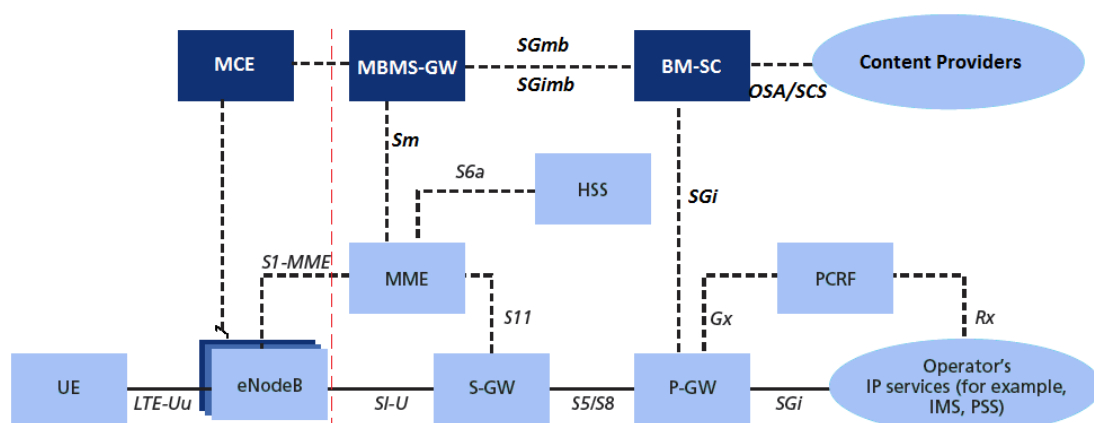 SGmb
MCE
MBMS-GW
BM-SC
Content Providers
SGimb
OSA/SCS
Sm
S6a
HSS
SGi
S1-MME
MME
PCRF
S11
Gx
Rx
UE
eNodeB
S-GW
P-GW
Operator's
IP services (for example,
IMS, PSS)
LTE-Uu
SI-U
S5/S8
SGi